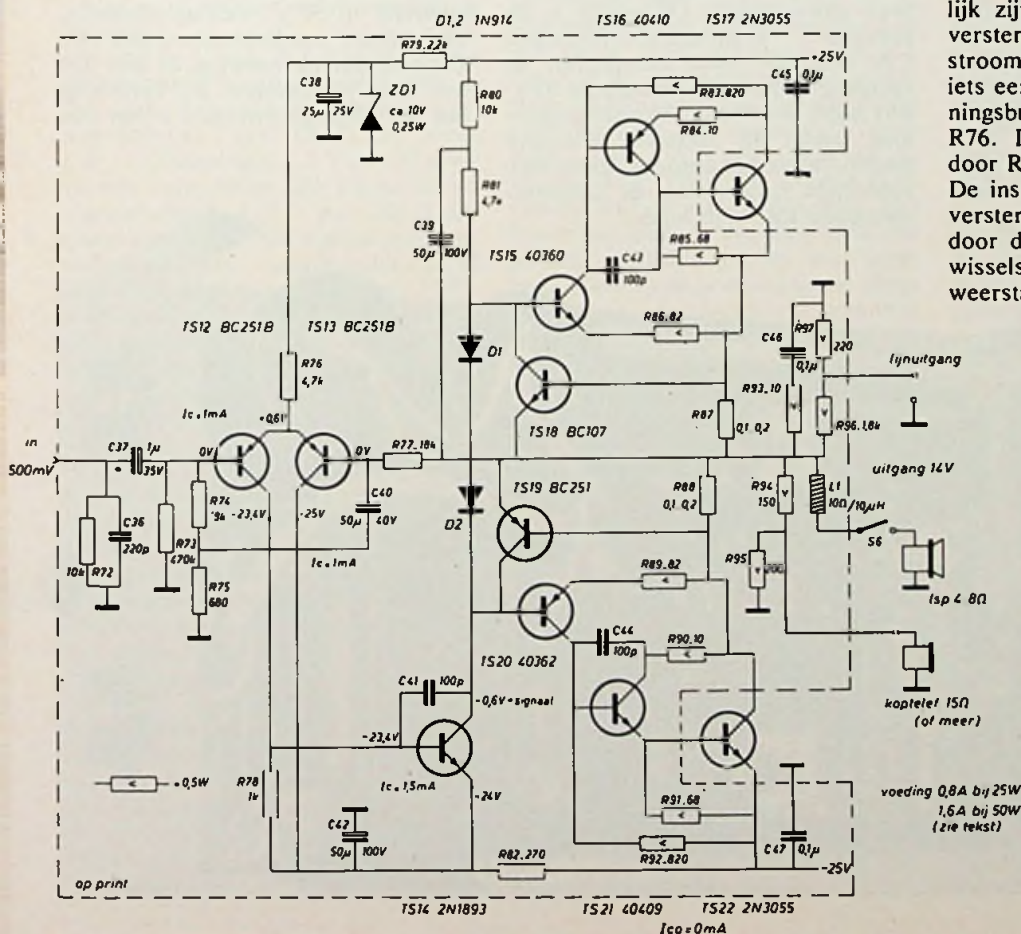 D1,2 1N914
TS16 40410
TS17 2N3055
R79.2,2k
+25V
C38
25µ 25V
ZD1
ca 10V
0,25W
R80
10k
C45
0,1µ
R83.820
R84.10
R81
4,7k
C39
50µ 100V
R85.68
TS15 40360
C43
100p
TS12 BC251B
TS13 BC251B
R86.82
C46
0,1µ
R97
220
D1
lijnuitgang
R76
4,7k
R93.10
Ic=1mA
+0,6V
TS18 BC107
R87
0,1 0,2
R96.1,8k
in
500mV
C37
1µ
35V
0V
0V
R77.18k
uitgang 14V
R74
R88
0,1 0,2
R94
150
L1
10Ω/10µH
TS19 BC251
C36
220p
-23,4V
-25V
C40
50µ
40V
D2
S6
R73
470k
10k R72
Ic=1mA
R89.82
R95
R75
680
lsp 4 8Ω
C44
100p
R90.10
TS20 40362
C41
100p
-0,6V+signaal
koptelef 15Ω
(of meer)
-23,4V
R78
1k
Ic=1,5mA
-24V
=0,5W
voeding 0,8A bij 25W
1,6A bij 50W
(zie tekst)
R91.68
C42
50µ 100V
R92.820
C47
0,1µ
R82.270
-25V
op print
TS14 2N1893
TS21 40409
TS22 2N3055
Ico=0mA
lijk zij
verster
stroom
iets ee
ningsb
R76. 
door R
De ins
verster
door d
wissels
weerst